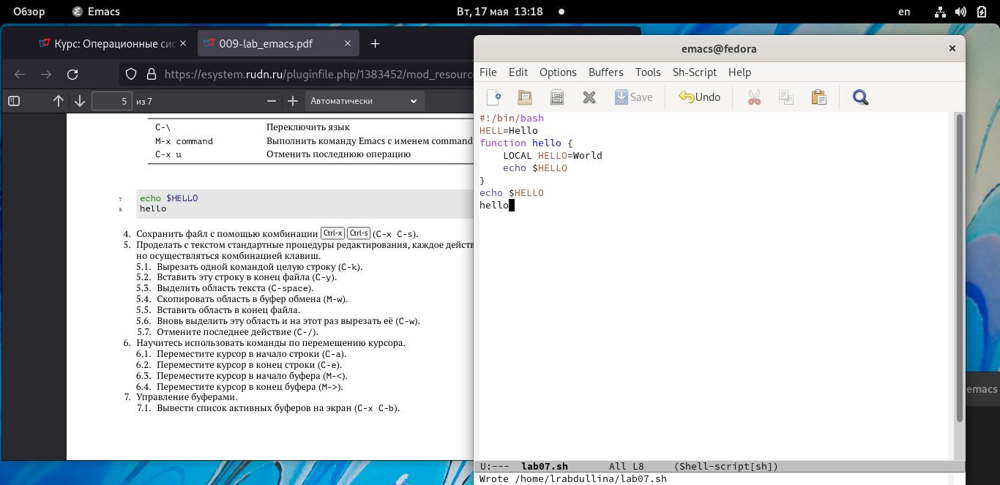 Обзор
Emacs
Вт, 17 мая 13:18
en
Курс: Операционные сис
009-lab_emacs.pdf
https://esystem.rudn.ru/pluginfile.php/1383452/mod_resourc
5 из 7
Автоматически
C-\ Переключить язык
M-x command Выполнить команду Emacs с именем command
C-x u Отменить последнюю операцию
7 echo $HELLO
8 hello
4. Сохранить файл с помощью комбинации Ctrl-x Ctrl-s (C-x C-s).
5. Проделать с текстом стандартные процедуры редактирования, каждое дейст
но осуществляться комбинацией клавиш.
5.1. Вырезать одной командой целую строку (C-k).
5.2. Вставить эту строку в конец файла (C-y).
5.3. Выделить область текста (C-space).
5.4. Скопировать область в буфер обмена (M-w).
5.5. Вставить область в конец файла.
5.6. Вновь выделить эту область и на этот раз вырезать её (C-w).
5.7. Отмените последнее действие (C-/).
6. Научитесь использовать команды по перемещению курсора.
6.1. Переместите курсор в начало строки (C-a).
6.2. Переместите курсор в конец строки (C-e).
6.3. Переместите курсор в начало буфера (M-<).
6.4. Переместите курсор в конец буфера (M->).
7. Управление буферами.
7.1. Вывести список активных буферов на экран (C-x C-b).
emacs@fedora
File Edit Options Buffers Tools Sh-Script Help
Save Undo
#!/bin/bash
HELL=Hello
function hello {
    LOCAL HELLO=World
    echo $HELLO
}
echo $HELLO
hello
U:--- lab07.sh All L8 (Shell-script[sh])
Wrote /home/lrabdullina/lab07.sh
emacs